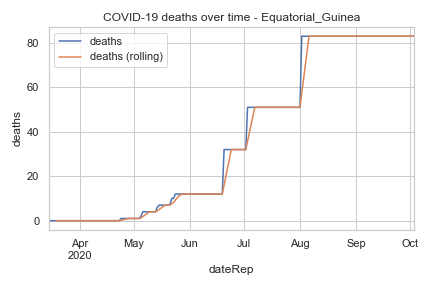 COVID-19 deaths over time - Equatorial_Guinea
deaths
deaths (rolling)
deaths
80
60
40
20
0
Apr May Jun Jul Aug Sep Oct
2020
dateRep